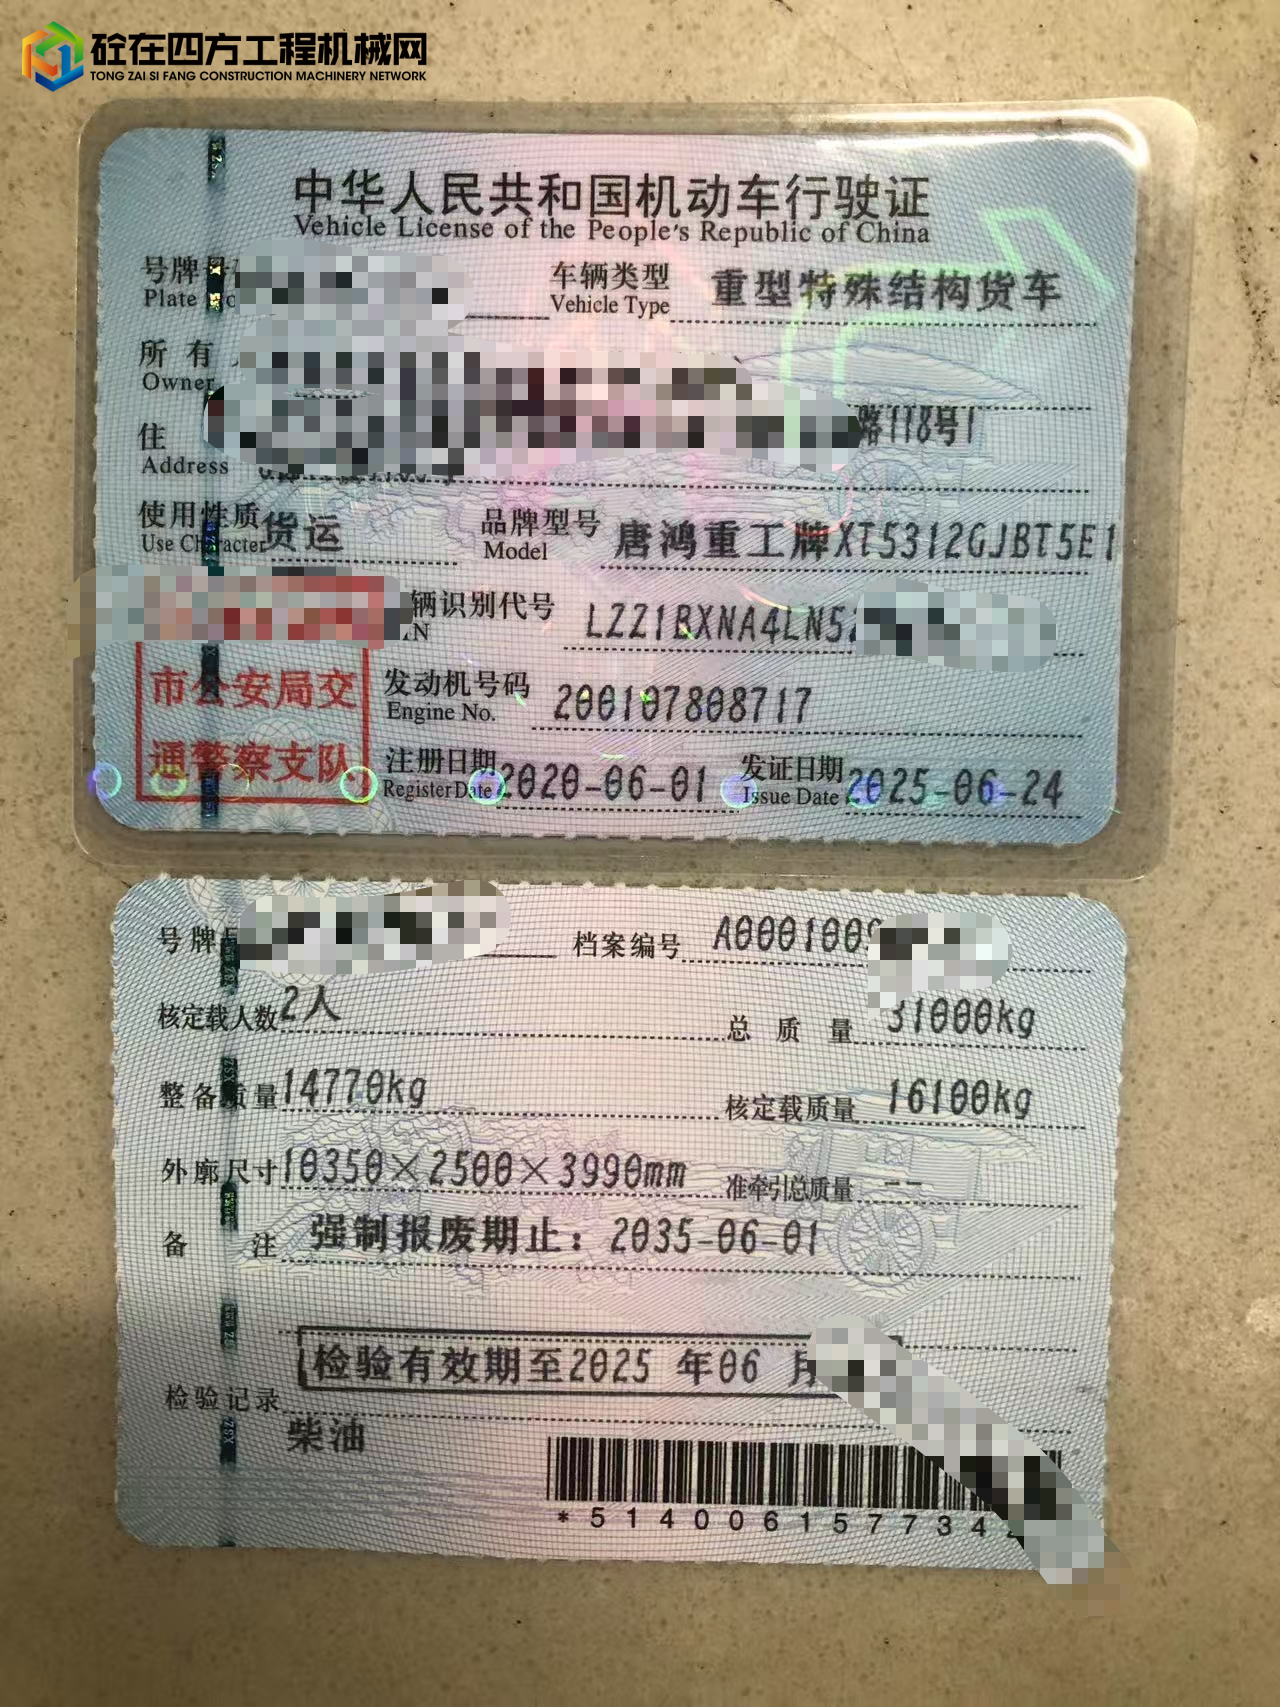 砼在四方工程机械网
TONG ZAI SI FANG CONSTRUCTION MACHINERY NETWORK
中华人民共和国机动车行驶证
Vehicle License of the People's Republic of China
号牌号 车辆类型 重型特殊结构货车
Plate Vehicle Type
所有
Owner
住 路118号1
Address
使用性质 货运 品牌型号 唐鸿重工牌XT5312GJBT5E1
Use Character Model
辆识别代号 LZZ1BXNA4LN52
IN
市公安局交 发动机号码 200107808717
Engine No.
通警察支队 注册日期 2020-06-01 发证日期 2025-06-24
Register Date Issue Date
号牌 档案编号 A0001009
核定载人数 2人 总质量 31000kg
整备质量 14770kg 核定载质量 16100kg
外廓尺寸 10350×2500×3990mm 准牵引总质量 --
备注 强制报废期止：2035-06-01
检验有效期至2025 年06 月
检验记录
柴油
*514006157734